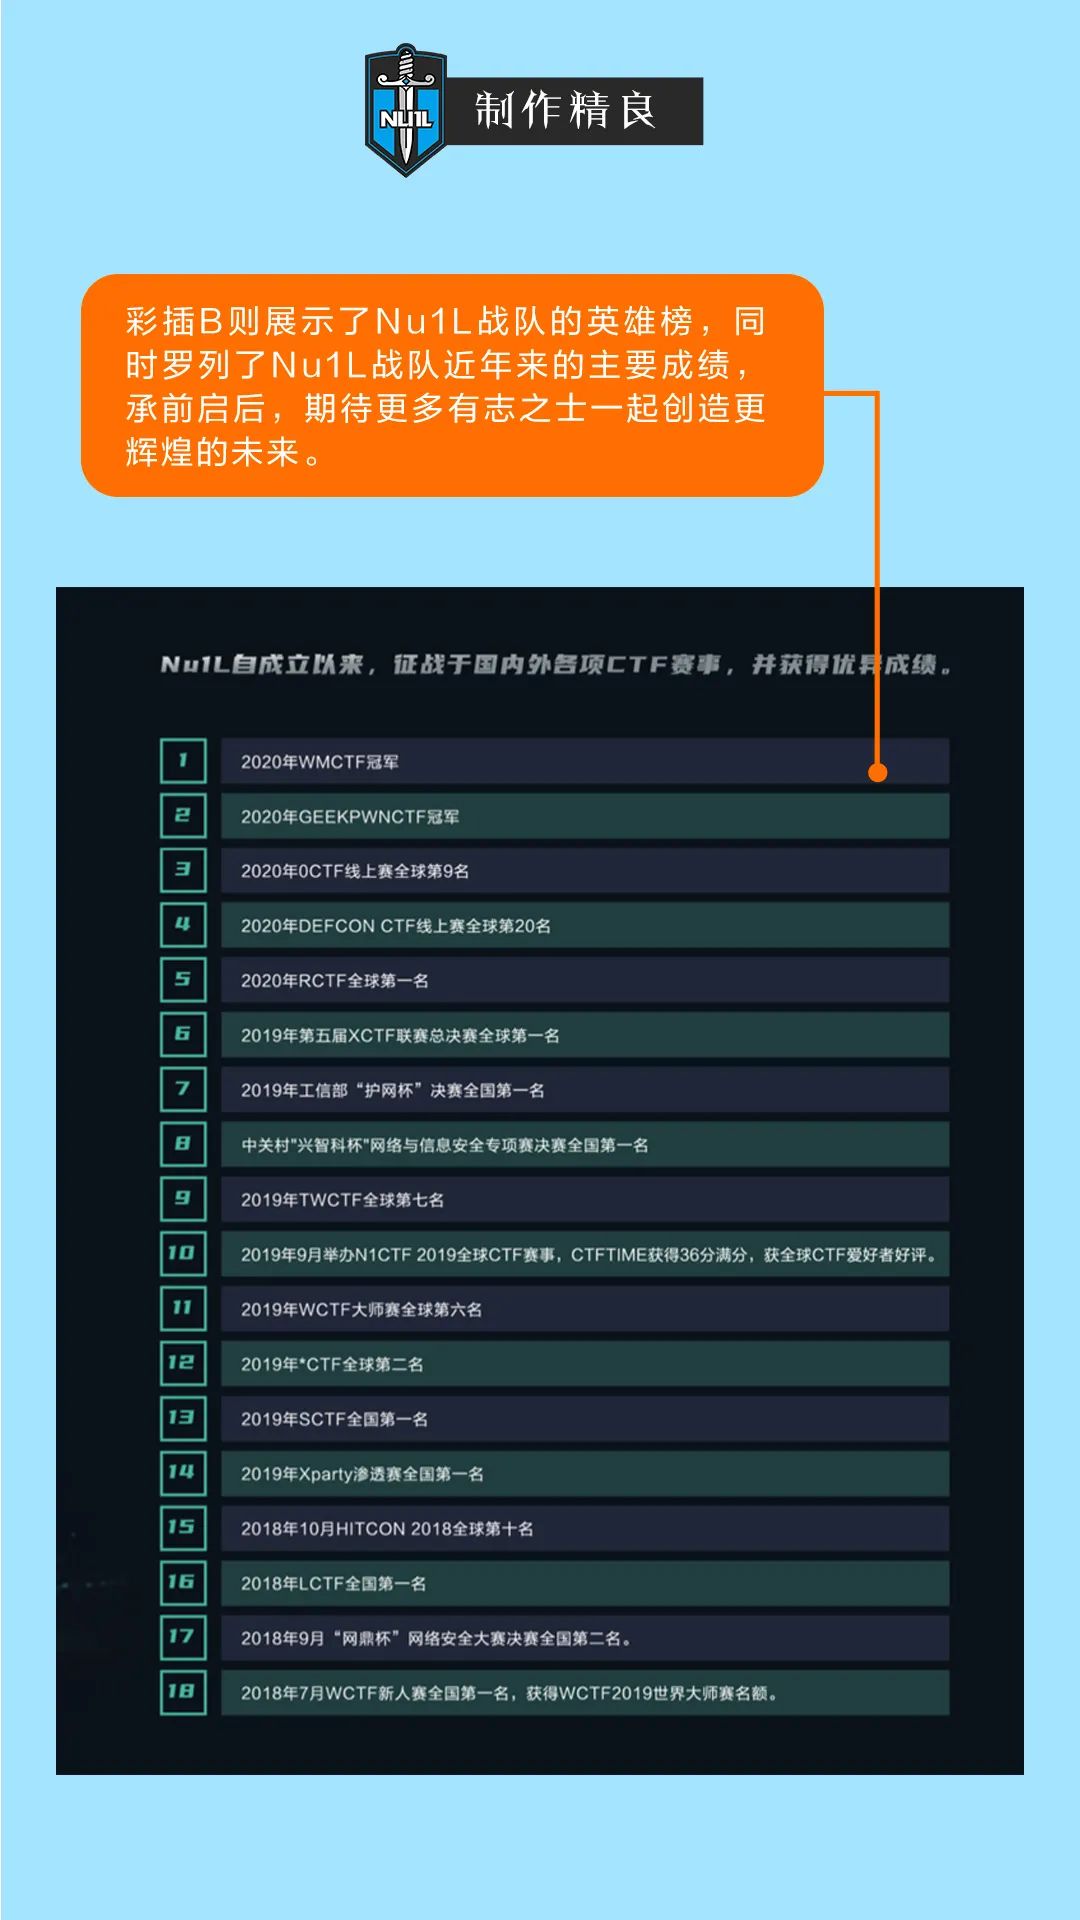 NU1L
制作精良
彩插B则展示了Nu1L战队的英雄榜，同
时罗列了Nu1L战队近年来的主要成绩，
承前启后，期待更多有志之士一起创造更
辉煌的未来。
Nu1L自成立以来，征战于国内外各项CTF赛事，并获得优异成绩。
1 2020年WMCTF冠军
2 2020年GEEKPWNCTF冠军
3 2020年0CTF线上赛全球第9名
4 2020年DEFCON CTF线上赛全球第20名
5 2020年RCTF全球第一名
6 2019年第五届XCTF联赛总决赛全球第一名
7 2019年工信部“护网杯”决赛全国第一名
8 中关村"兴智科杯"网络与信息安全专项赛决赛全国第一名
9 2019年TWCTF全球第七名
10 2019年9月举办N1CTF 2019全球CTF赛事，CTFTIME获得36分满分，获全球CTF爱好者好评。
11 2019年WCTF大师赛全球第六名
12 2019年*CTF全球第二名
13 2019年SCTF全国第一名
14 2019年Xparty渗透赛全国第一名
15 2018年10月HITCON 2018全球第十名
16 2018年LCTF全国第一名
17 2018年9月“网鼎杯”网络安全大赛决赛全国第二名。
18 2018年7月WCTF新人赛全国第一名，获得WCTF2019世界大师赛名额。